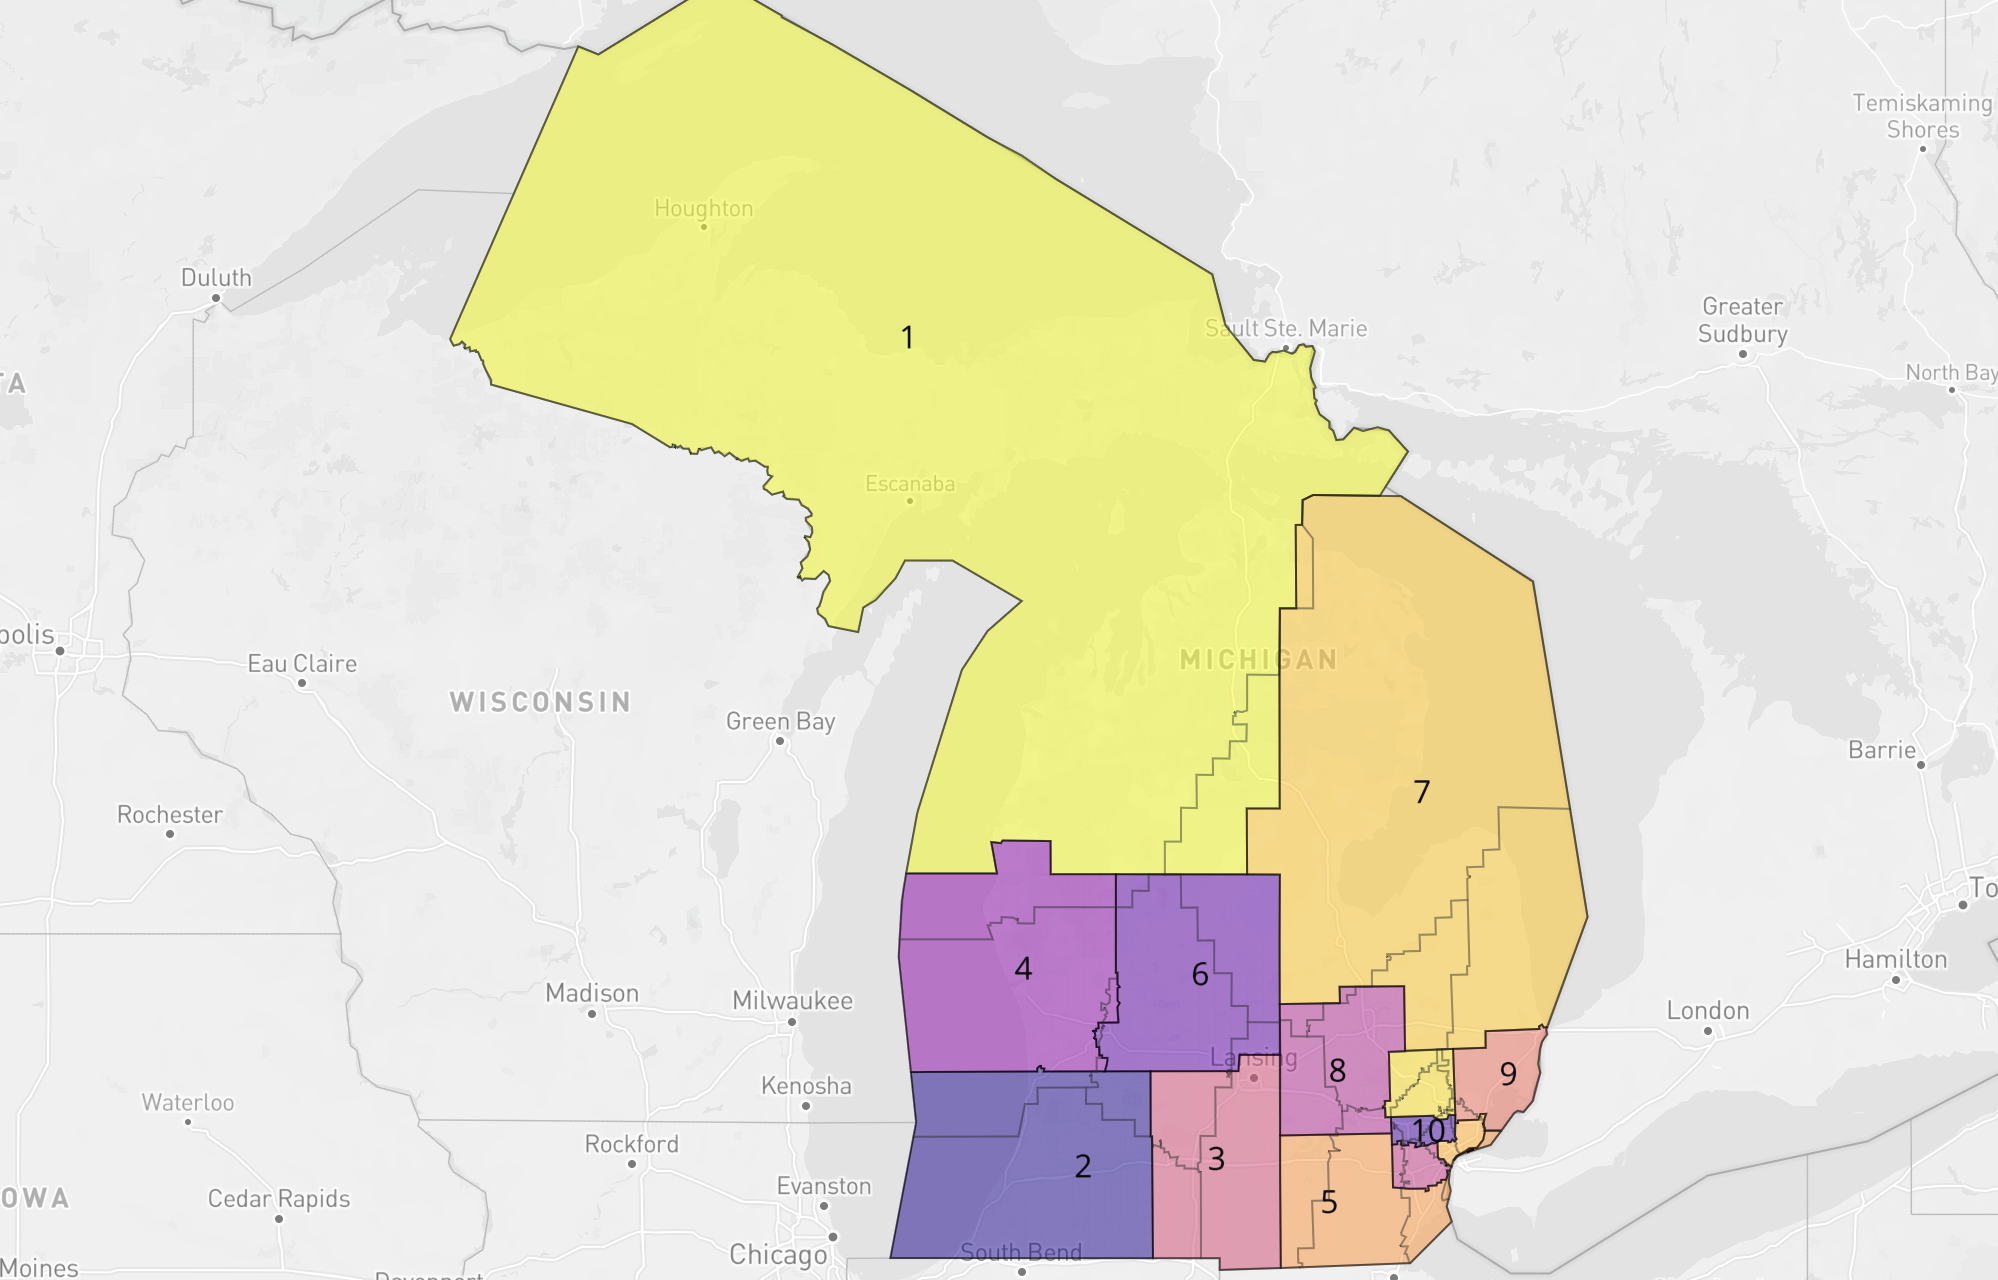 Temiskaming
Shores
Houghton
Duluth
Greater
Sudbury
Sault Ste. Marie
1
North Bay
TA
Escanaba
polis
Eau Claire
MICHIGAN
WISCONSIN
Green Bay
Barrie
7
Rochester
To
Hamilton
4
6
Madison
Milwaukee
London
Lansing
8
9
Kenosha
Waterloo
10
Rockford
3
2
Evanston
OWA
Cedar Rapids
5
Chicago
South Bend
Moines
Davenport